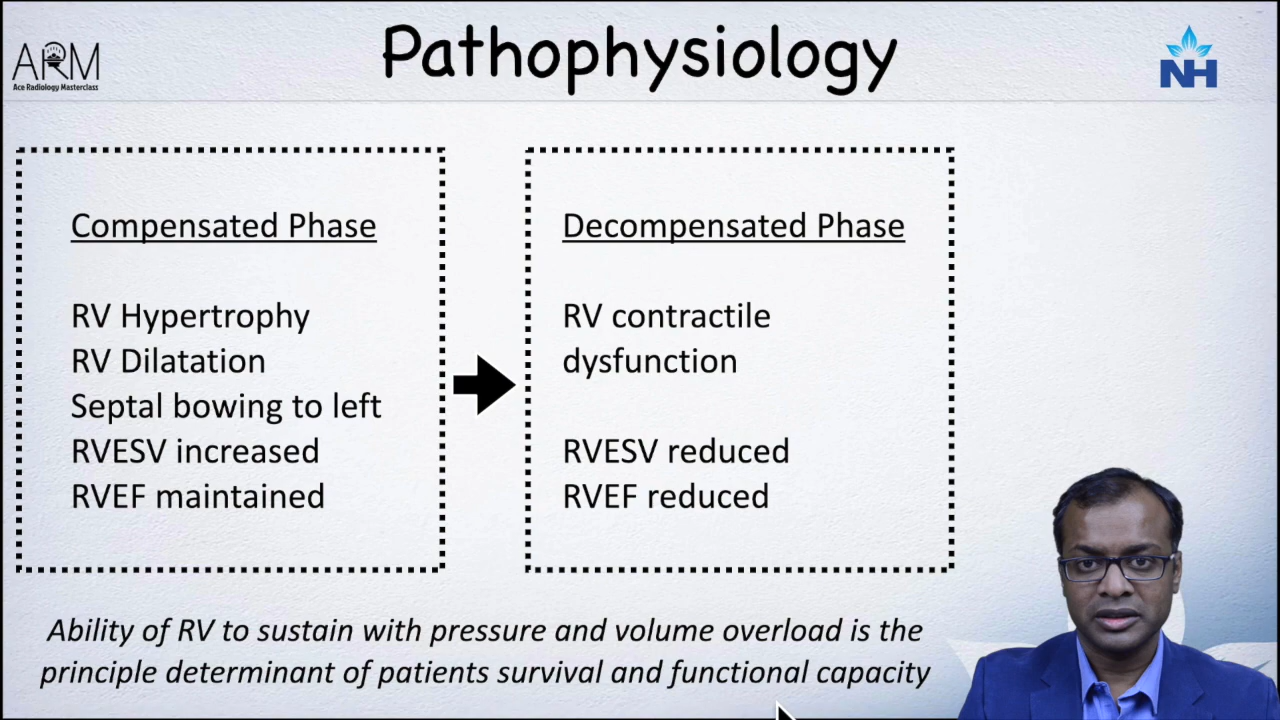 Pathophysiology
ARM
Ace Radiology Masterclass
NH
Compensated Phase
RV Hypertrophy
RV Dilatation
Septal bowing to left
RVESV increased
RVEF maintained
Decompensated Phase
RV contractile
dysfunction
RVESV reduced
RVEF reduced
Ability of RV to sustain with pressure and volume overload is the
principle determinant of patients survival and functional capacity